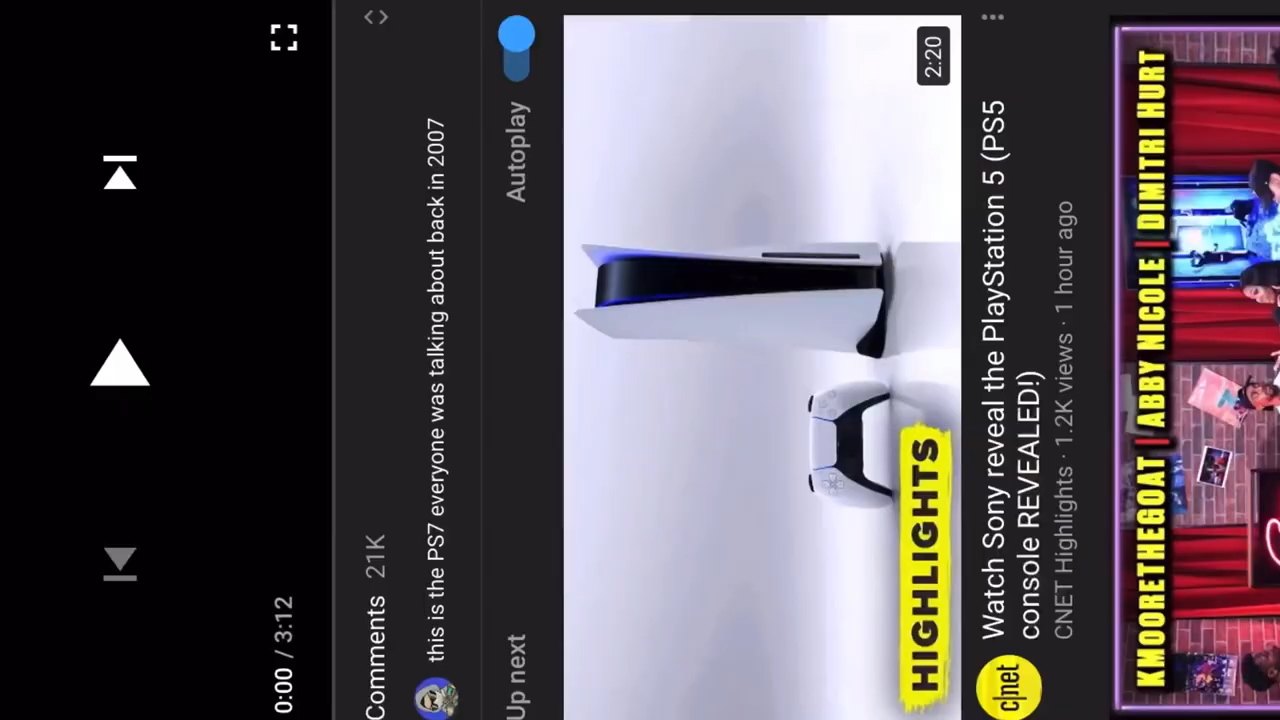 0:00 / 3:12
Comments 21K
this is the PS7 everyone was talking about back in 2007
Up next
Autoplay
2:20
HIGHLIGHTS
c|net
Watch Sony reveal the PlayStation 5 (PS5
console REVEALED!)
CNET Highlights · 1.2K views · 1 hour ago
KMOORETHEGOAT | ABBY NICOLE | DIMITRI HURT